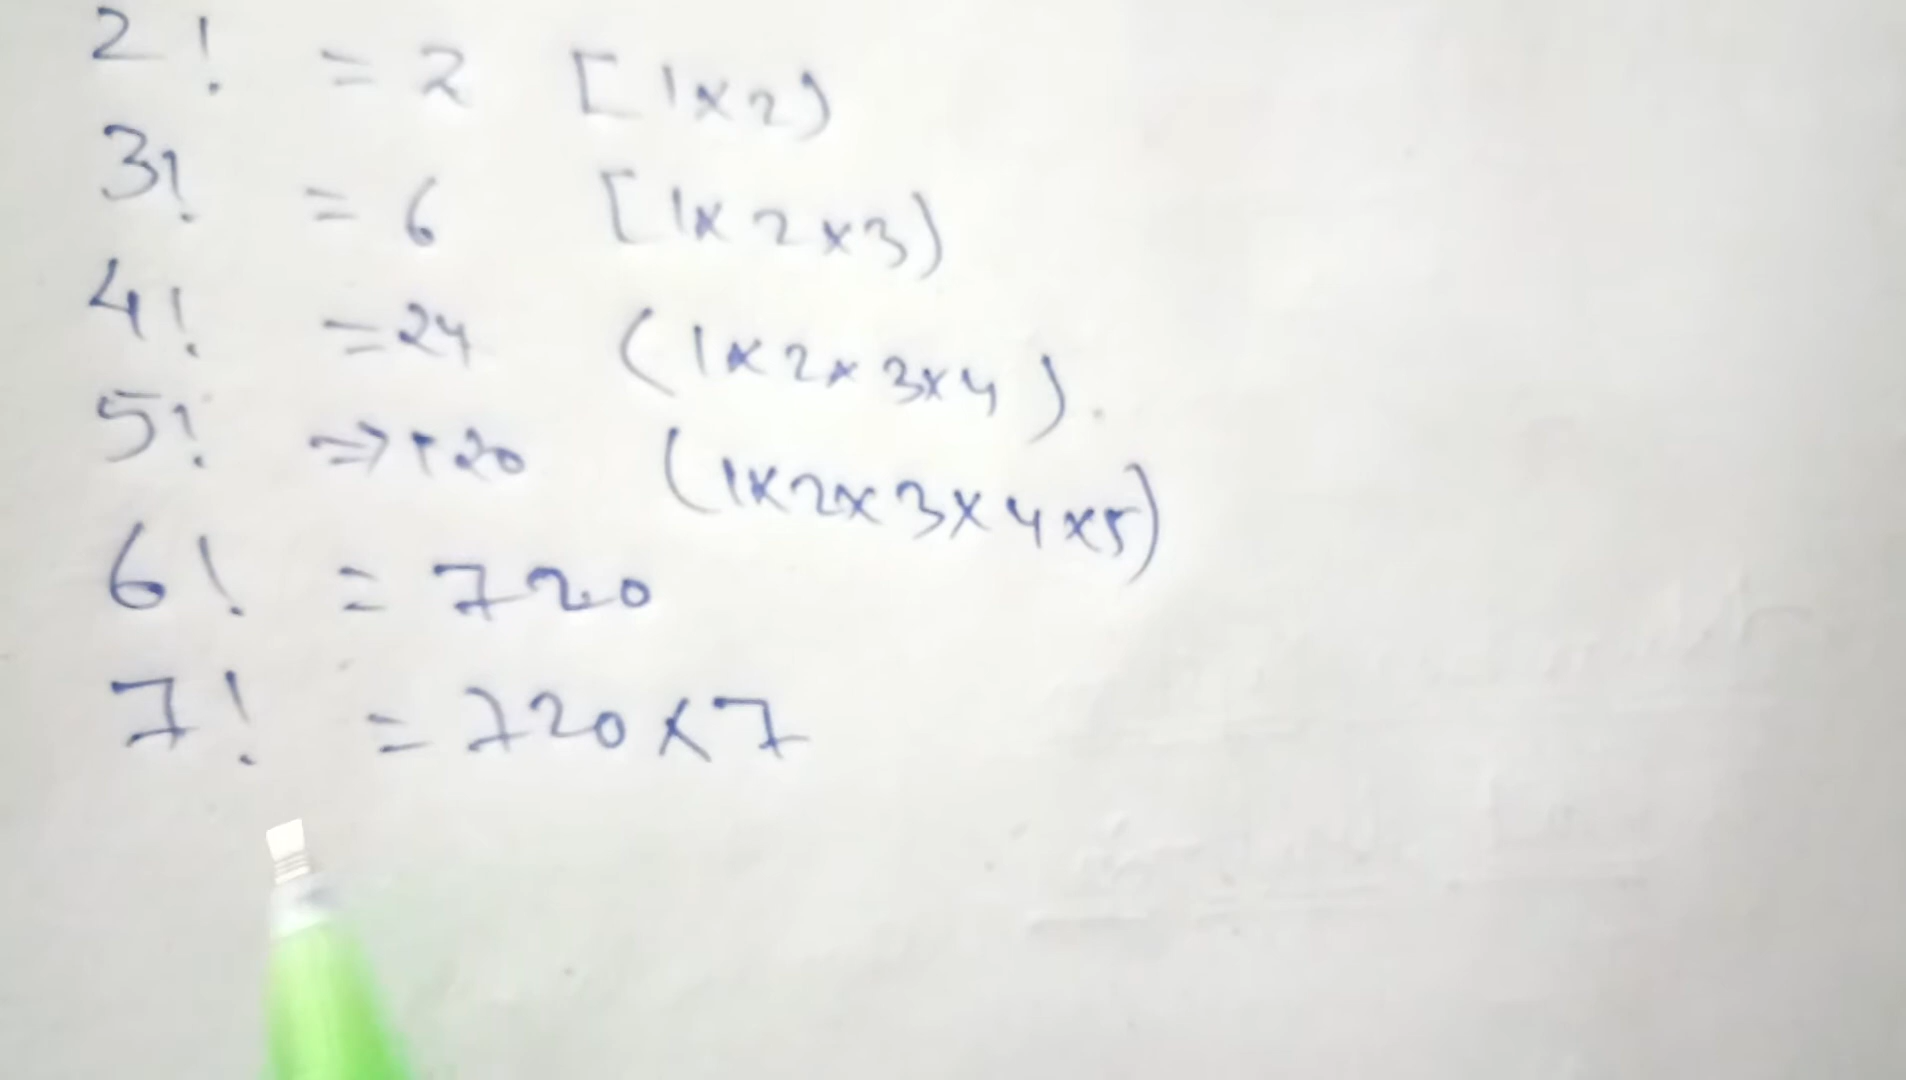 2! = 2 [1×2)
3! = 6 [1×2×3)
4! = 24 (1×2×3×4).
5! ⇒ 120 (1×2×3×4×5)
6! = 720
7! = 720×7